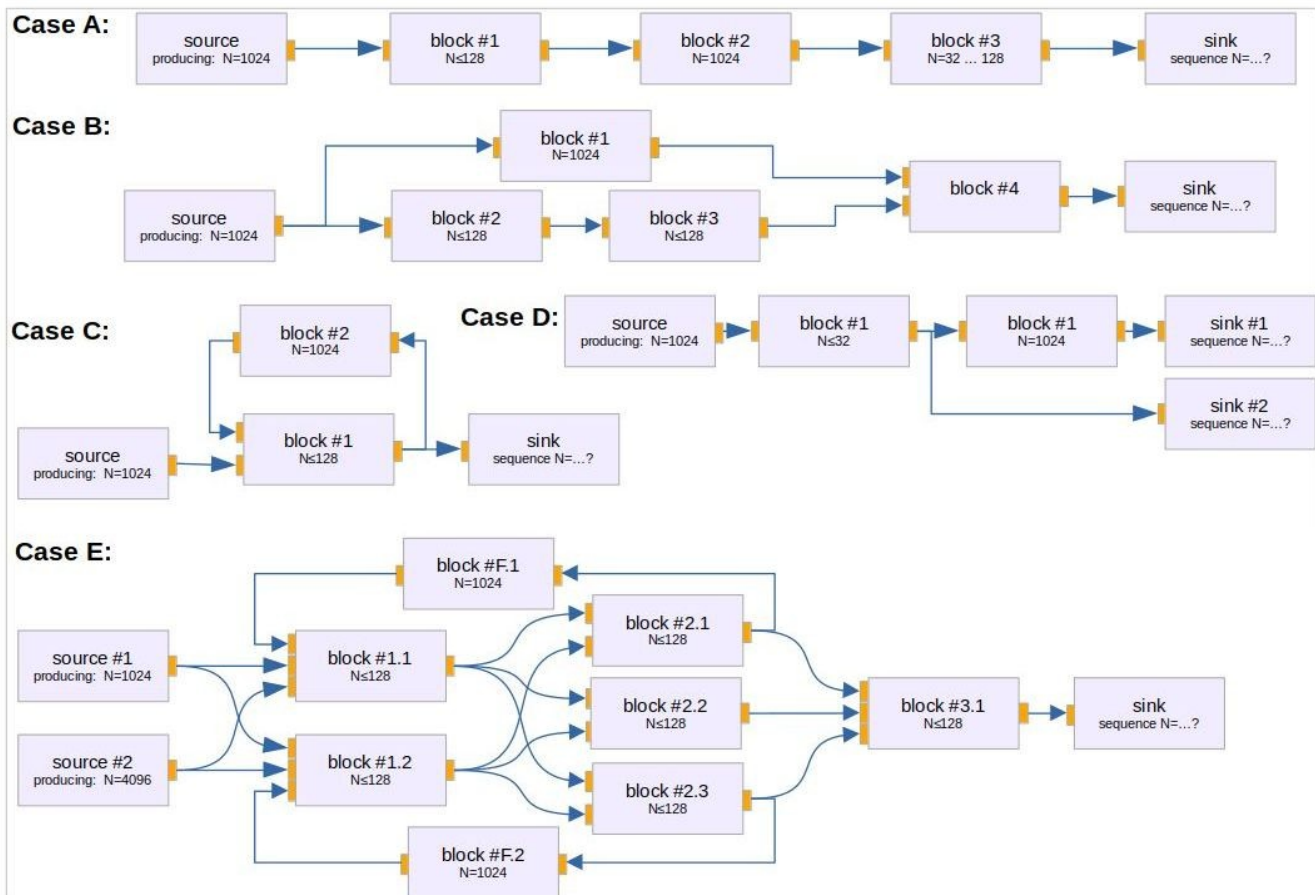 Case A:
source
producing: N=1024
block #1
N≤128
block #2
N=1024
block #3
N=32 ... 128
sink
sequence N=...?
Case B:
block #1
N=1024
source
producing: N=1024
block #2
N≤128
block #3
N≤128
block #4
sink
sequence N=...?
Case C:
block #2
N=1024
source
producing: N=1024
block #1
N≤128
sink
sequence N=...?
Case D:
source
producing: N=1024
block #1
N≤32
block #1
N=1024
sink #1
sequence N=...?
sink #2
sequence N=...?
Case E:
block #F.1
N=1024
source #1
producing: N=1024
block #1.1
N≤128
block #2.1
N≤128
block #2.2
N≤128
block #3.1
N≤128
sink
sequence N=...?
source #2
producing: N=4096
block #1.2
N≤128
block #2.3
N≤128
block #F.2
N=1024